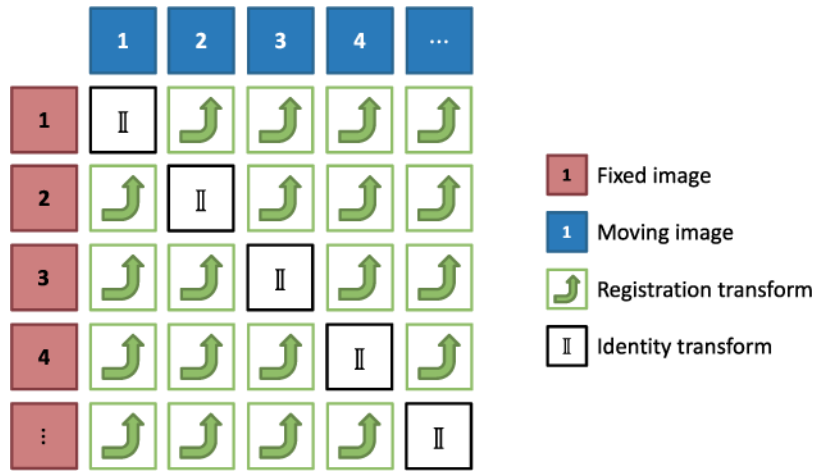 1 2 3 4 ...
1 𝕀
2 𝕀
3 𝕀
4 𝕀
⋮ 𝕀
1 Fixed image
1 Moving image
Registration transform
𝕀 Identity transform